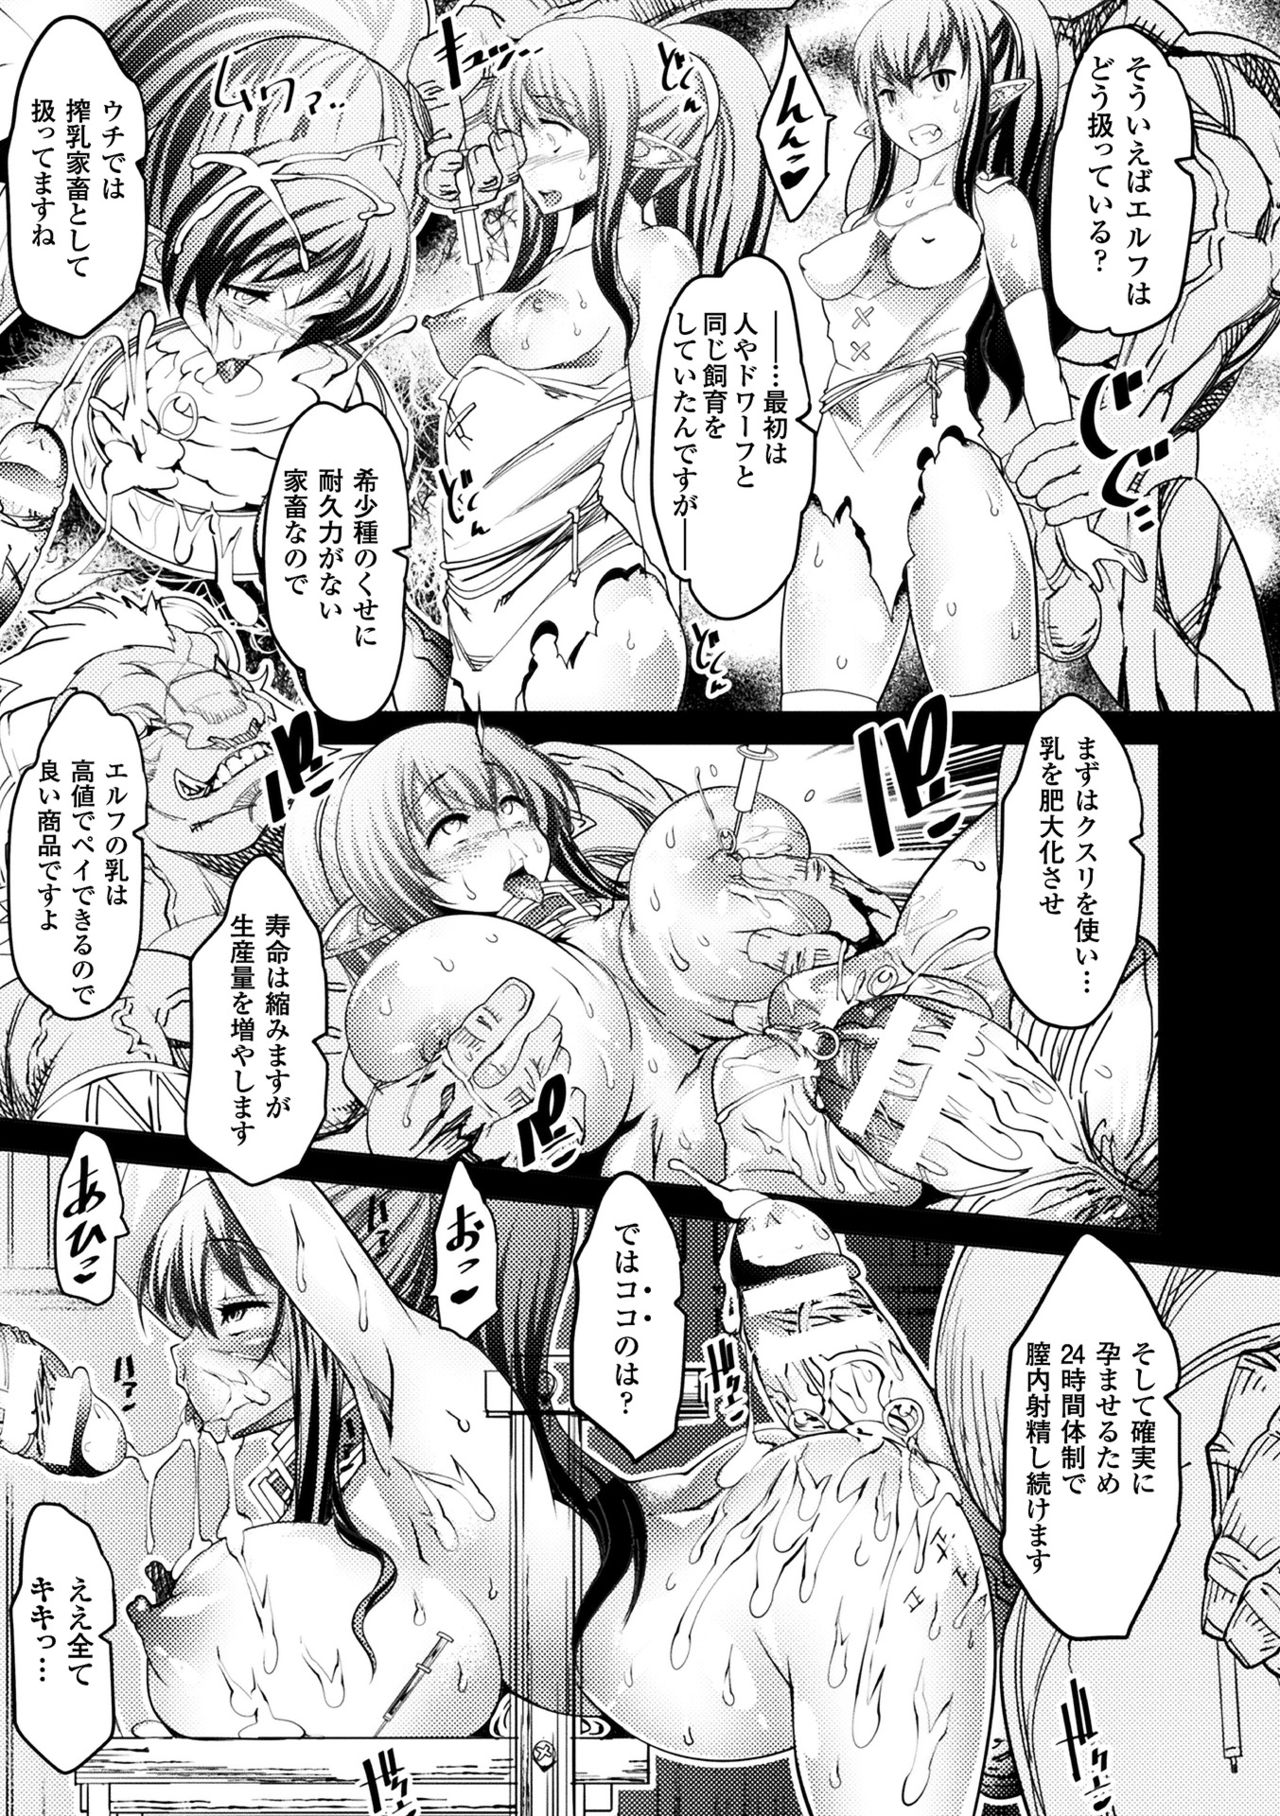 そういえばエルフは
どう扱っている?
んんっ
――…最初は
人やドワーフと
同じ飼育を
していたんですが――
希少種のくせに
耐久力がない
家畜なので
ウチでは
搾乳家畜として
扱ってますね
まずはクスリを使い…
乳を肥大化させ
寿命は縮みますが
生産量を増やします
エルフの乳は
高値でペイできるので
良い商品ですよ
そして確実に
孕ませるため
24時間体制で
膣内射精し続けます
ではココのは?
おっ
あひっ
ええ全て
キキっ…